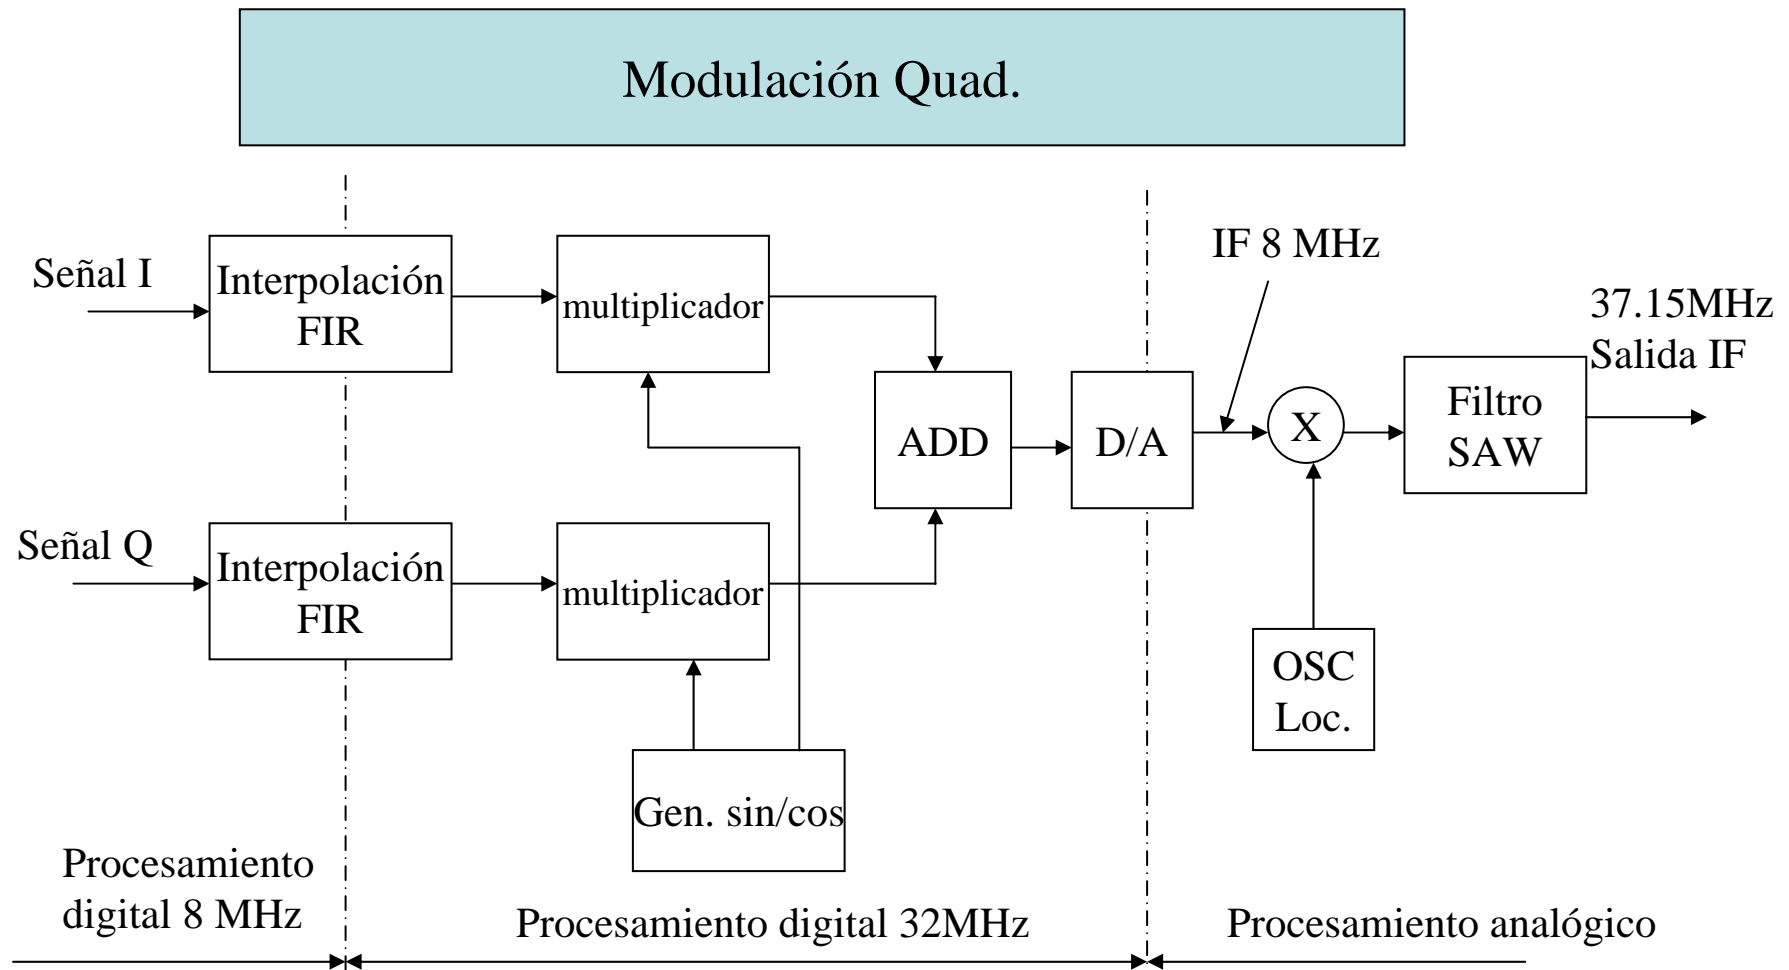 Modulación Quad.
Señal I
Interpolación
FIR
multiplicador
IF 8 MHz
37.15MHz
Salida IF
ADD
D/A
X
Filtro
SAW
Señal Q
Interpolación
FIR
multiplicador
OSC
Loc.
Gen. sin/cos
Procesamiento
digital 8 MHz
Procesamiento digital 32MHz
Procesamiento analógico